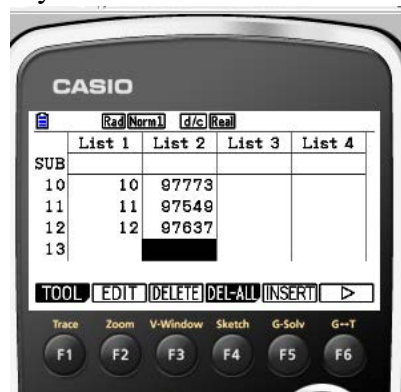 CASIO
Rad Norm1 d/c Real
List 1 List 2 List 3 List 4
SUB
10 10 97773
11 11 97549
12 12 97637
13
TOOL EDIT DELETE DEL-ALL INSERT
Trace Zoom V-Window Sketch G-Solv G↔T
F1 F2 F3 F4 F5 F6